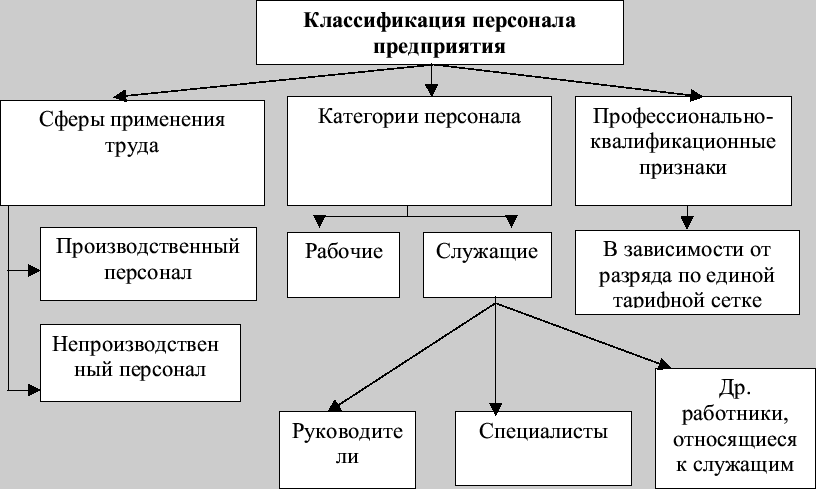 Классификация персонала
предприятия
Сферы применения
труда
Категории персонала
Профессионально-
квалификационные
признаки
Производственный
персонал
Непроизводствен
ный персонал
Рабочие
Служащие
В зависимости от
разряда по единой
тарифной сетке
Руководите
ли
Специалисты
Др.
работники,
относящиеся
к служащим